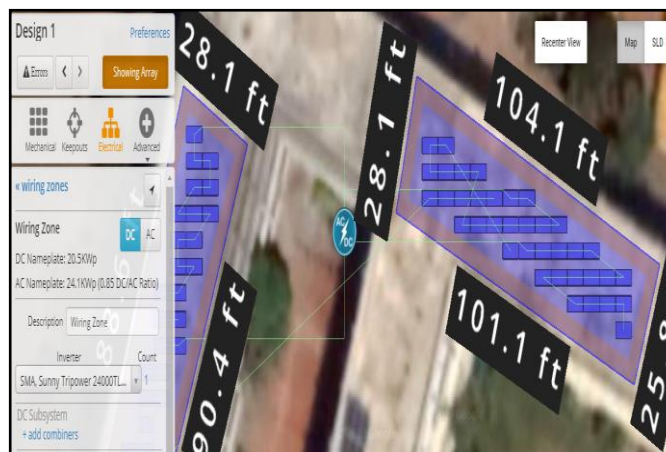 Design 1
Preferences
Errors
Showing Array
Recenter View
Map
SLD
Mechanical
Keepouts
Electrical
Advanced
« wiring zones
Wiring Zone
DC
AC
DC Nameplate: 20.5KWp
AC Nameplate: 24.1KWp (0.85 DC/AC Ratio)
Description
Wiring Zone
Inverter
Count
SMA, Sunny Tripower 24000TL...
1
DC Subsystem
+ add combiners
28.1 ft
28.1 ft
104.1 ft
AC
DC
90.4 ft
101.1 ft